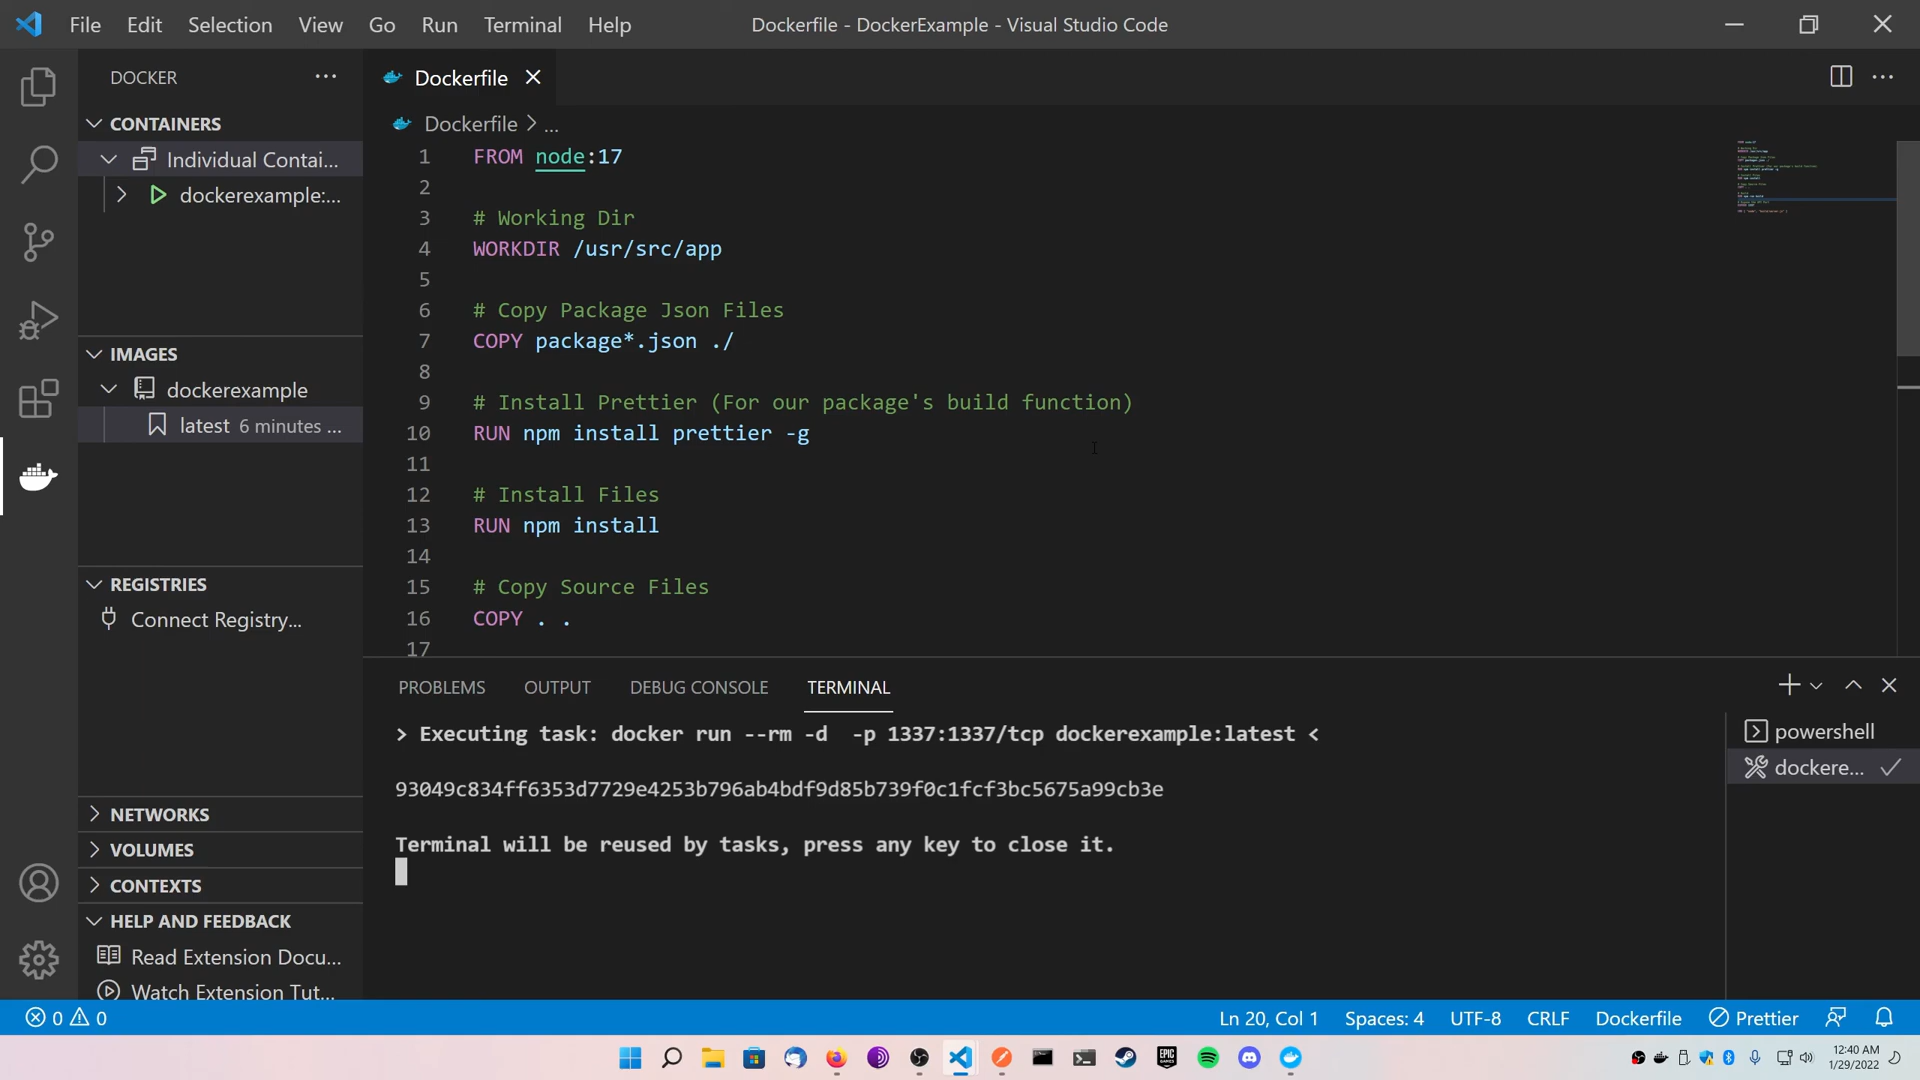 File Edit Selection View Go Run Terminal Help
Dockerfile - DockerExample - Visual Studio Code
DOCKER
CONTAINERS
Individual Contai...
dockerexample:...
IMAGES
dockerexample
latest 6 minutes ...
REGISTRIES
Connect Registry...
NETWORKS
VOLUMES
CONTEXTS
HELP AND FEEDBACK
Read Extension Docu...
Watch Extension Tut...
Dockerfile
Dockerfile > ...
1 FROM node:17
2
3 # Working Dir
4 WORKDIR /usr/src/app
5
6 # Copy Package Json Files
7 COPY package*.json ./
8
9 # Install Prettier (For our package's build function)
10 RUN npm install prettier -g
11
12 # Install Files
13 RUN npm install
14
15 # Copy Source Files
16 COPY . .
17
PROBLEMS OUTPUT DEBUG CONSOLE TERMINAL
> Executing task: docker run --rm -d  -p 1337:1337/tcp dockerexample:latest <
93049c834ff6353d7729e4253b796ab4bdf9d85b739f0c1fcf3bc5675a99cb3e
Terminal will be reused by tasks, press any key to close it.
powershell
dockere...
0 0
Ln 20, Col 1 Spaces: 4 UTF-8 CRLF Dockerfile Prettier
EPIC GAMES
12:40 AM
1/29/2022